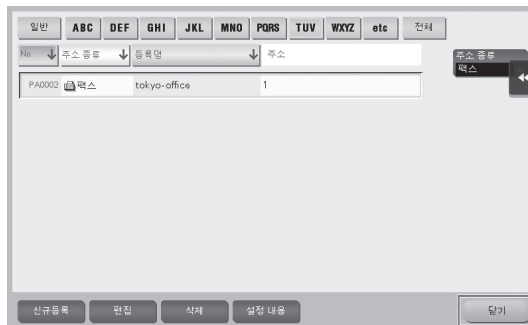 일반 ABC DEF GHI JKL MNO PQRS TUV WXYZ etc 전체
No. 주소 종류 등록명 주소
주소 종류
팩스
PA0002 팩스 tokyo-office 1
신규등록 편집 삭제 설정 내용 닫기